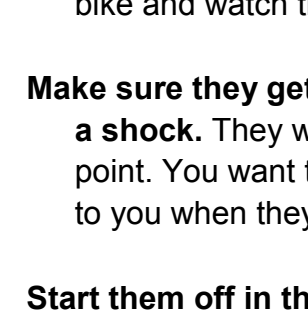 bike and watch
Make sure they get
a shock. They
point. You want
to you when they
Start them off in